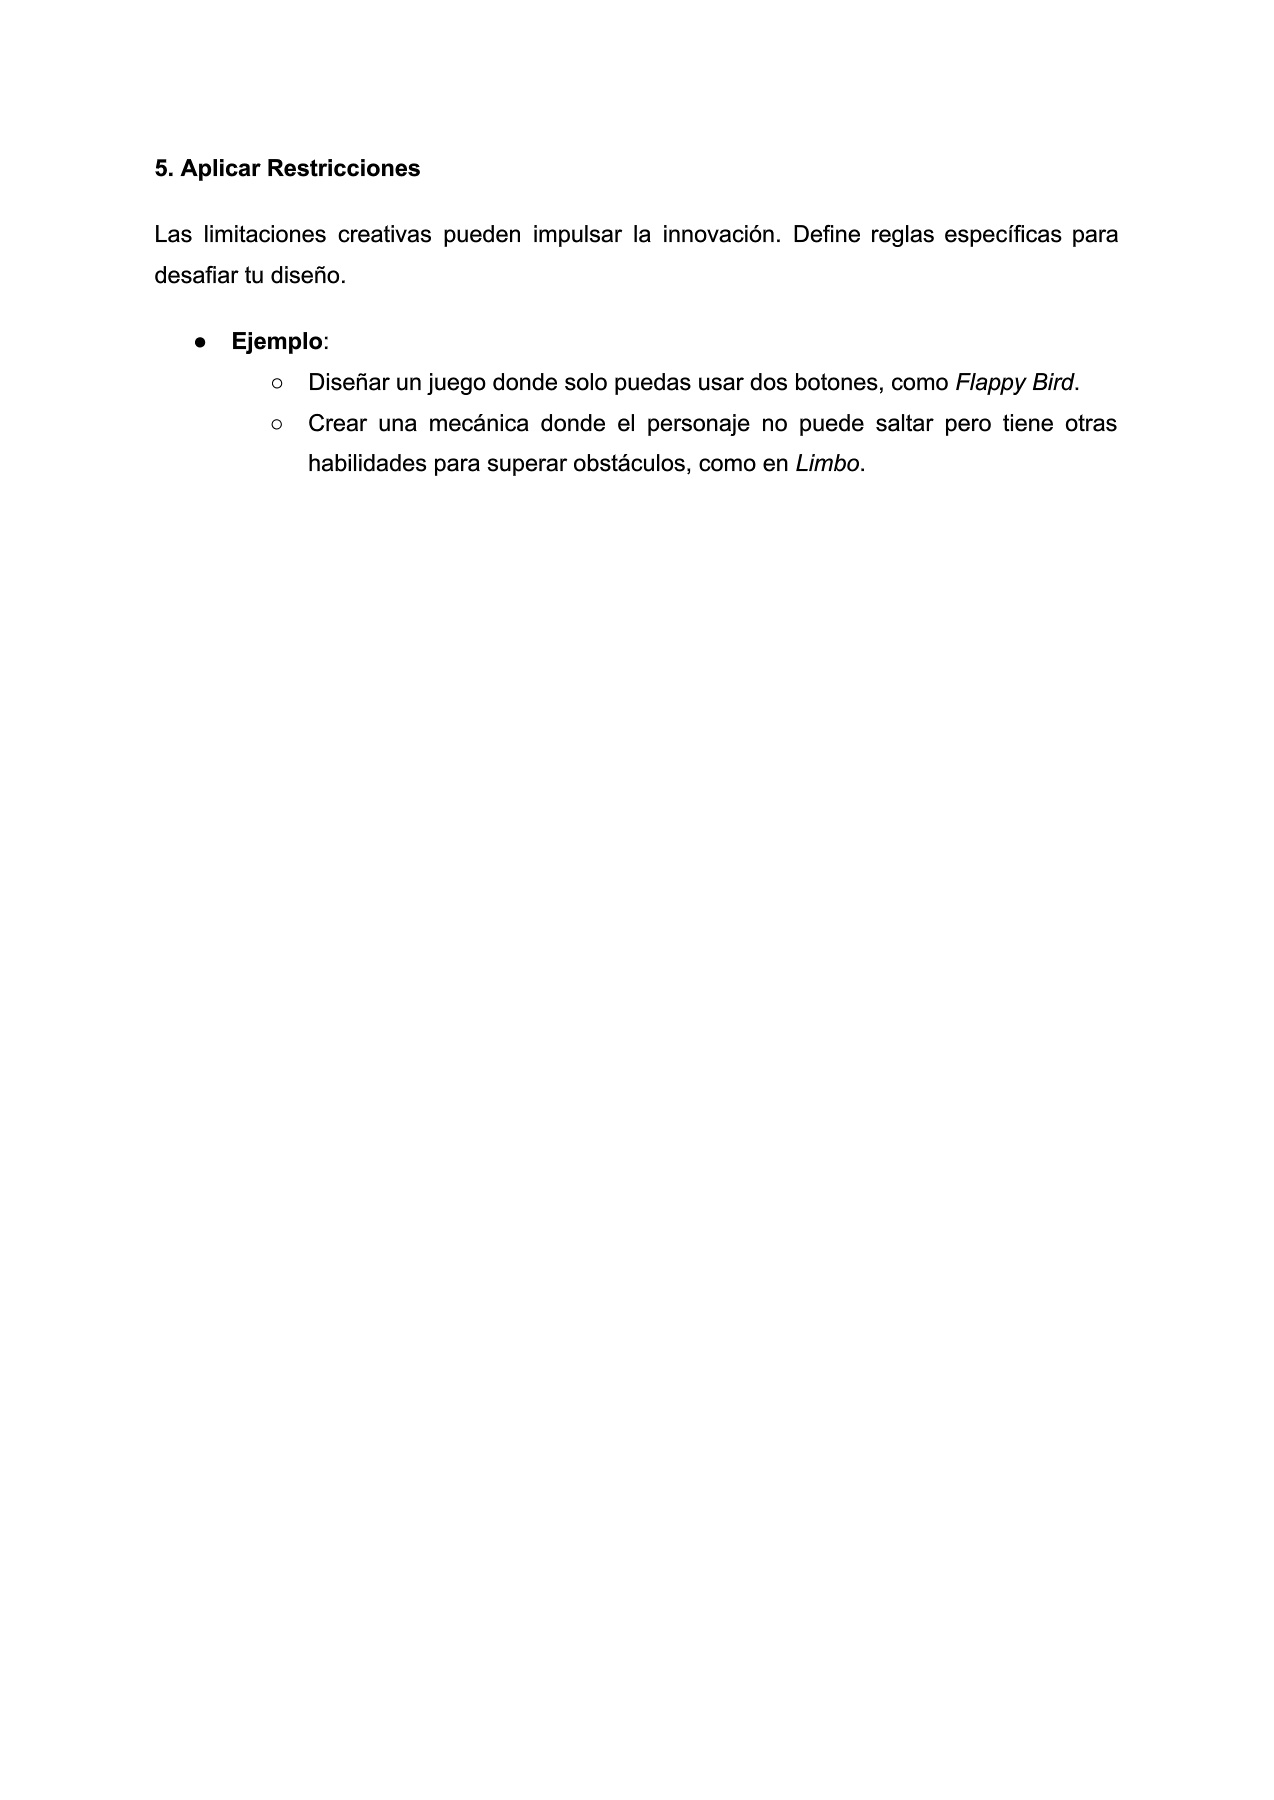 5. Aplicar Restricciones
Las limitaciones creativas pueden impulsar la innovación. Define reglas específicas para
desafiar tu diseño.
● Ejemplo:
○ Diseñar un juego donde solo puedas usar dos botones, como Flappy Bird.
○ Crear una mecánica donde el personaje no puede saltar pero tiene otras
habilidades para superar obstáculos, como en Limbo.